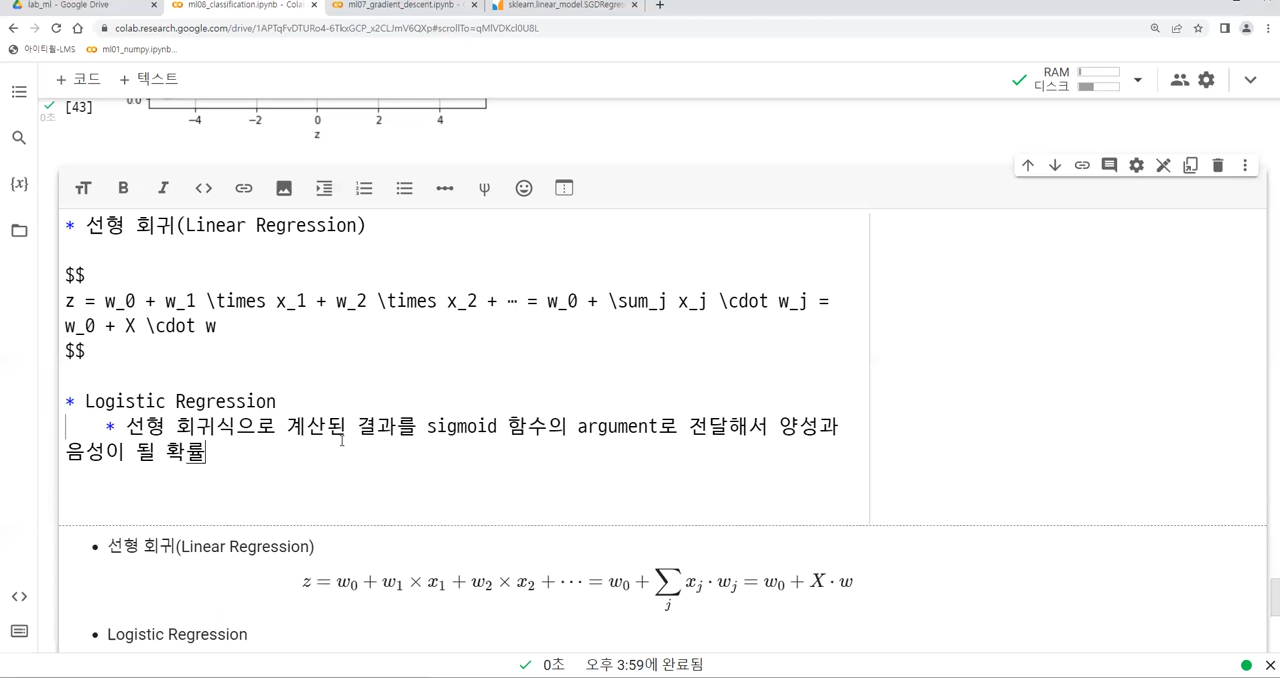 lab_ml - Google Drive
ml08_classification.ipynb - Cola
ml07_gradient_descent.ipynb - C
sklearn.linear_model.SGDRegres
colab.research.google.com/drive/1APTqFvDTURo4-6TkxGCP_x2CLJmV6QXp#scrollTo=qMlVDKcl0U8L
아이티윌-LMS
ml01_numpy.ipynb...
+ 코드 + 텍스트
RAM
디스크
[43]
0초
0.0
−4 −2 0 2 4
z
* 선형 회귀(Linear Regression)
$$
z = w_0 + w_1 \times x_1 + w_2 \times x_2 + ⋯ = w_0 + \sum_j x_j \cdot w_j =
w_0 + X \cdot w
$$
* Logistic Regression
* 선형 회귀식으로 계산된 결과를 sigmoid 함수의 argument로 전달해서 양성과
음성이 될 확률
• 선형 회귀(Linear Regression)
z = w₀ + w₁ × x₁ + w₂ × x₂ + ⋯ = w₀ + ∑ⱼ xⱼ · wⱼ = w₀ + X · w
• Logistic Regression
0초 오후 3:59에 완료됨